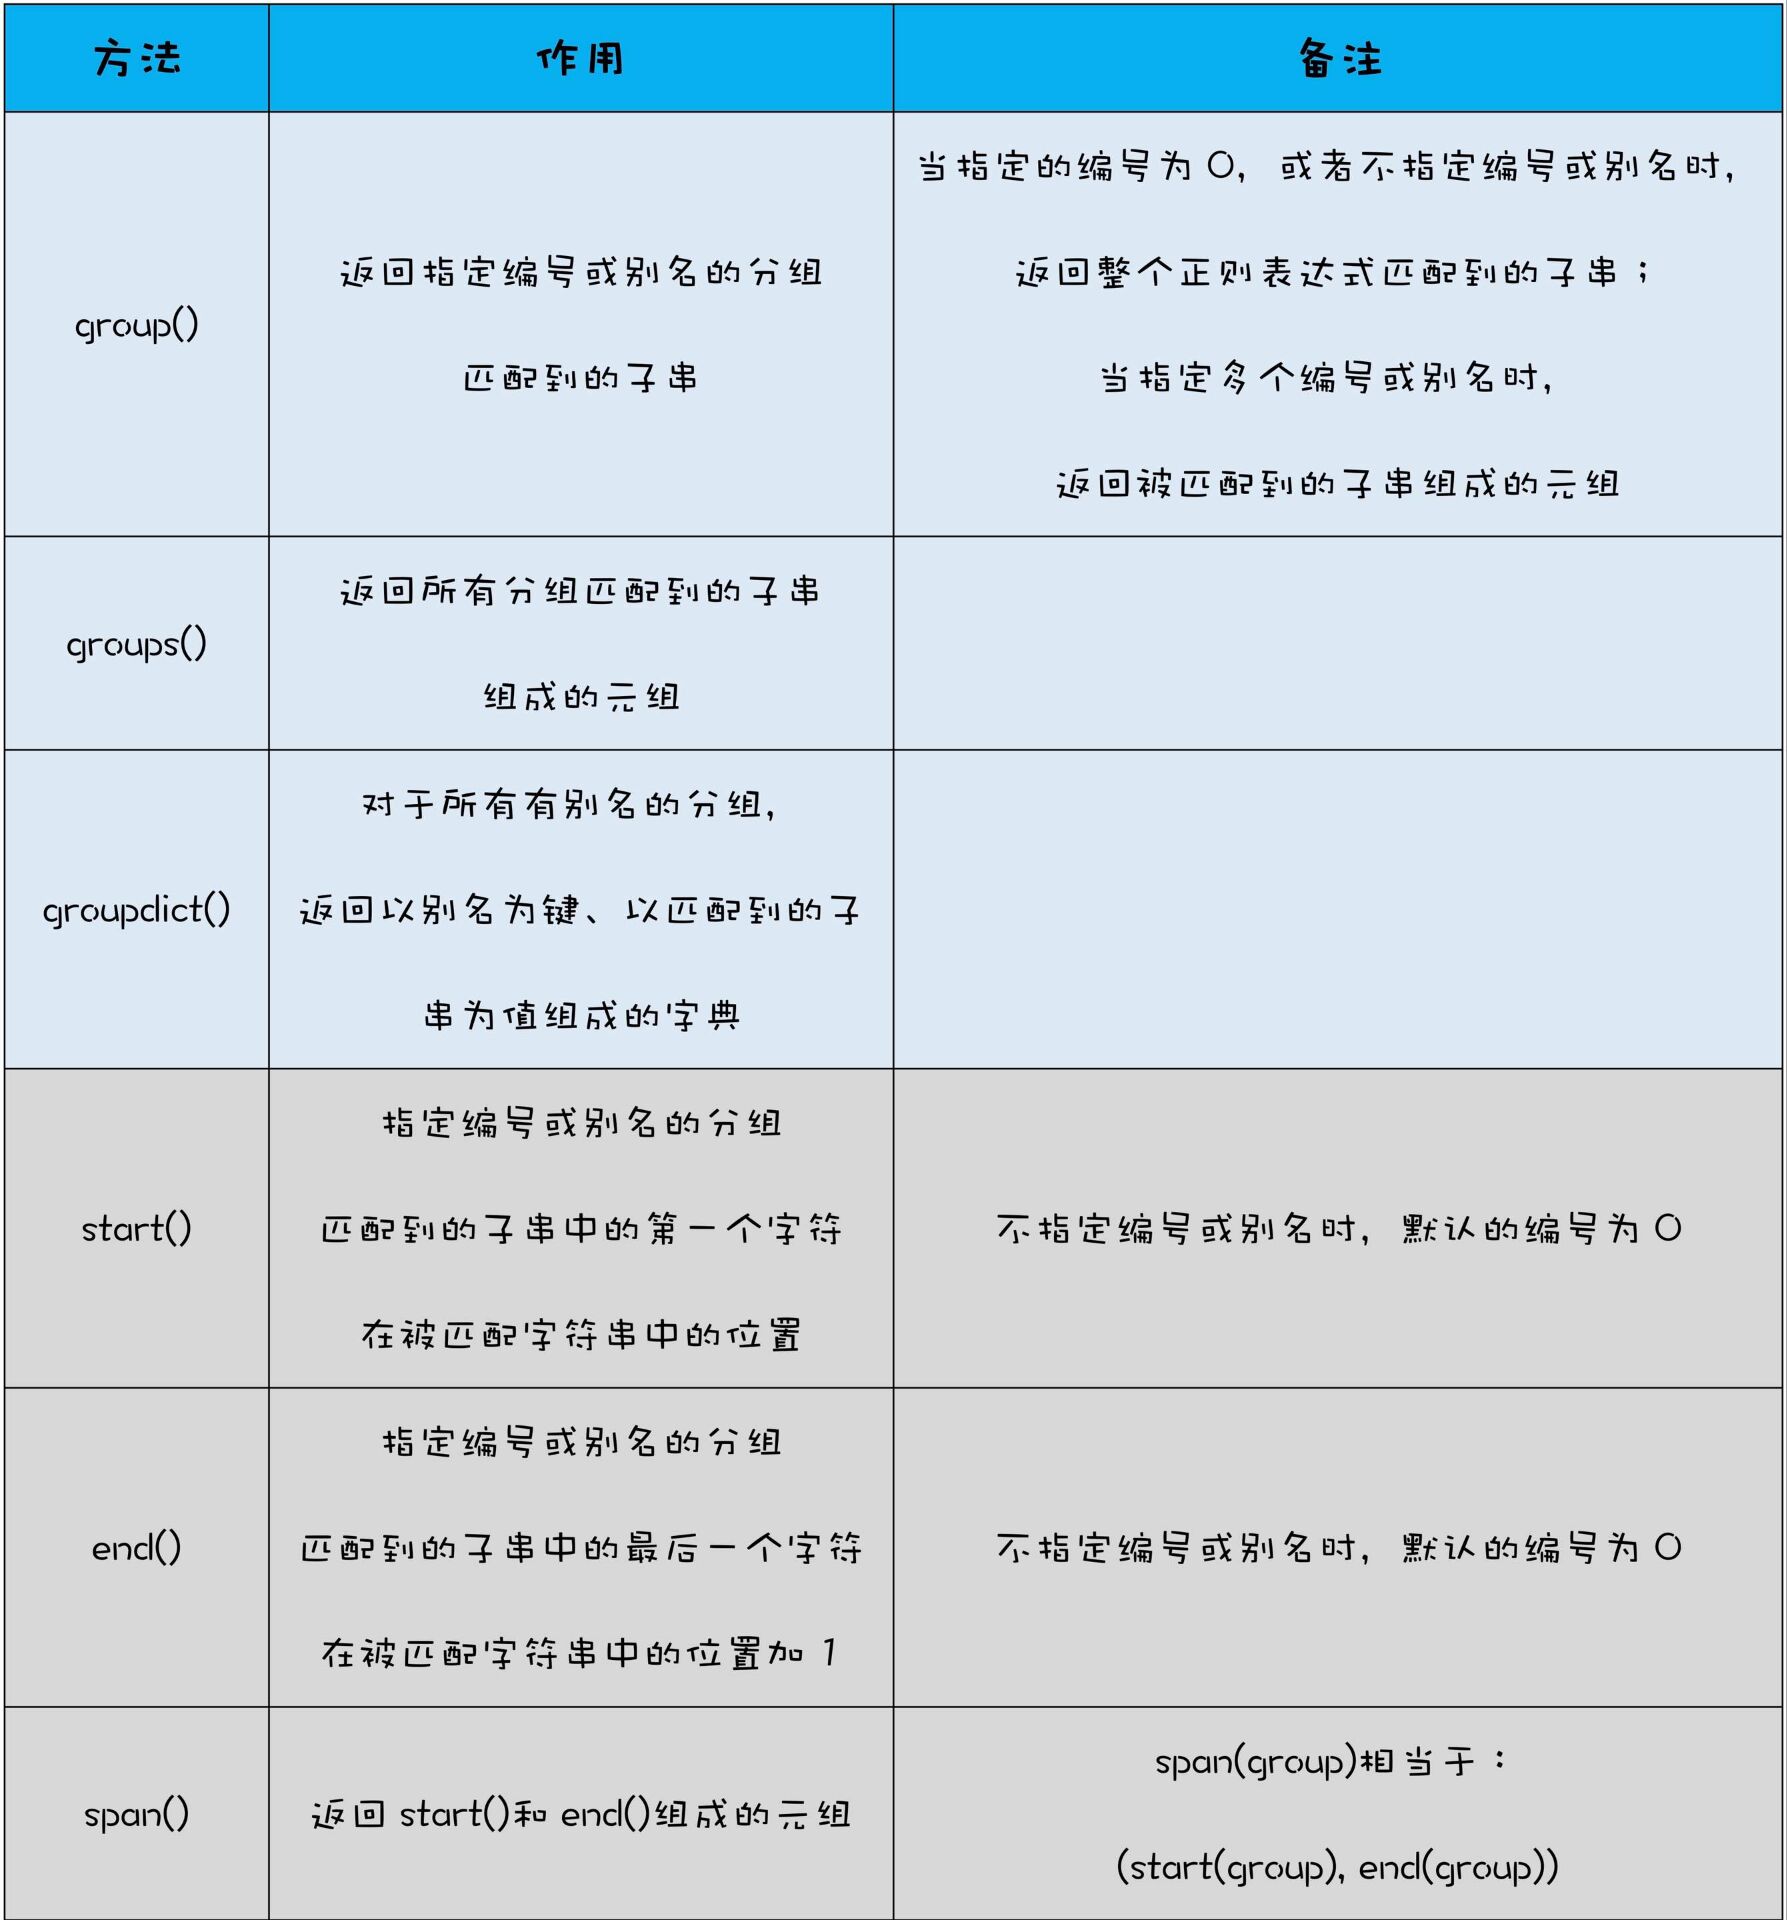 方法 作用 备注
当指定的编号为 0，或者不指定编号或别名时，
返回指定编号或别名的分组 返回整个正则表达式匹配到的子串；
group()
匹配到的子串 当指定多个编号或别名时，
返回被匹配到的子串组成的元组
返回所有分组匹配到的子串
groups()
组成的元组
对于所有有别名的分组，
groupdict() 返回以别名为键、以匹配到的子
串为值组成的字典
指定编号或别名的分组
start() 匹配到的子串中的第一个字符 不指定编号或别名时，默认的编号为 0
在被匹配字符串中的位置
指定编号或别名的分组
end() 匹配到的子串中的最后一个字符 不指定编号或别名时，默认的编号为 0
在被匹配字符串中的位置加 1
span(group)相当于：
span() 返回 start()和 end()组成的元组
(start(group), end(group))